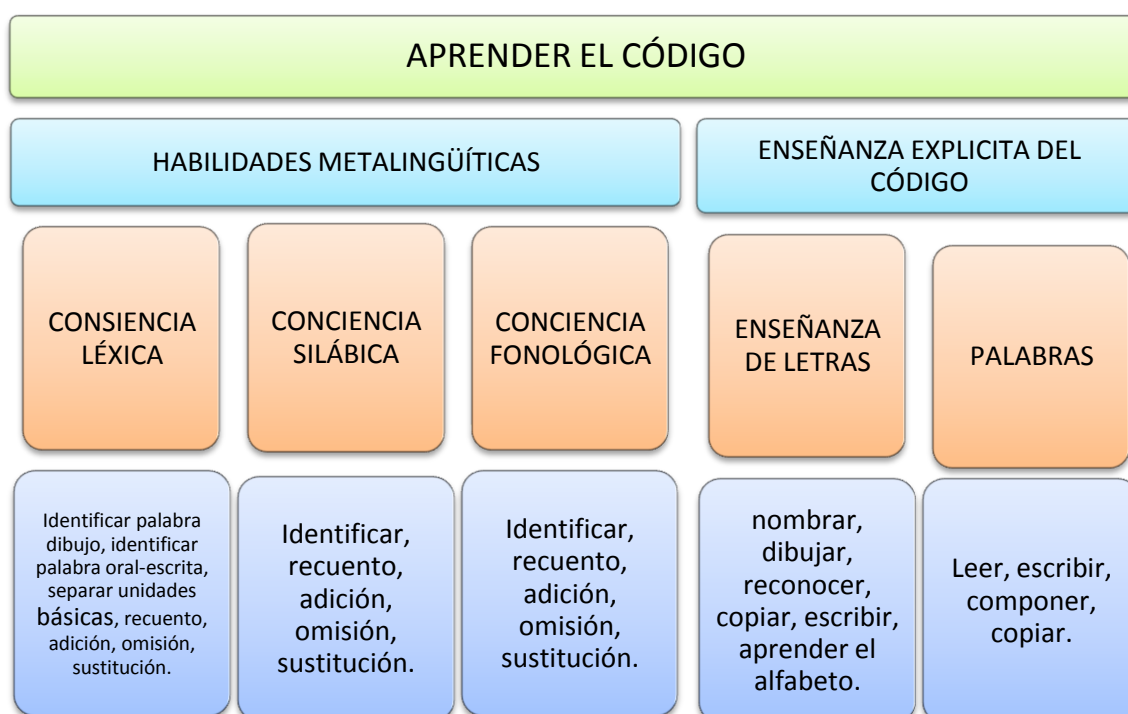 APRENDER EL CÓDIGO
HABILIDADES METALINGÜÍTICAS
ENSEÑANZA EXPLICITA DEL
CÓDIGO
CONSIENCIA
LÉXICA
CONCIENCIA
SILÁBICA
CONCIENCIA
FONOLÓGICA
ENSEÑANZA
DE LETRAS
PALABRAS
Identificar palabra
dibujo, identificar
palabra oral-escrita,
separar unidades
básicas, recuento,
adición, omisión,
sustitución.
Identificar,
recuento,
adición,
omisión,
sustitución.
Identificar,
recuento,
adición,
omisión,
sustitución.
nombrar,
dibujar,
reconocer,
copiar, escribir,
aprender el
alfabeto.
Leer, escribir,
componer,
copiar.